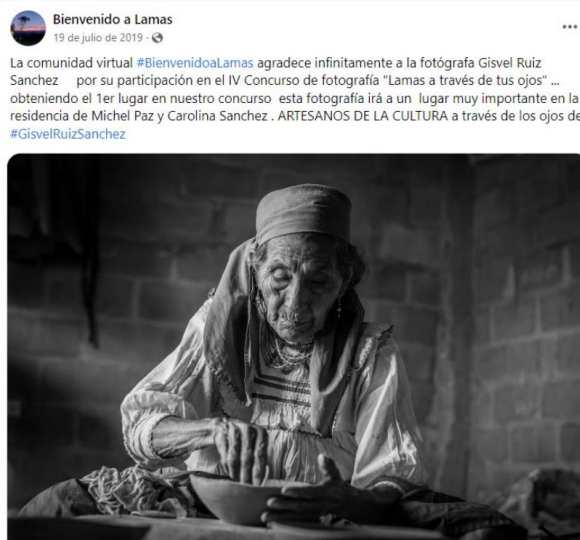 Bienvenido a Lamas
19 de julio de 2019 ·
La comunidad virtual #BienvenidoaLamas agradece infinitamente a la fotógrafa Gisvel Ruiz
Sanchez por su participación en el IV Concurso de fotografía "Lamas a través de tus ojos" ...
obteniendo el 1er lugar en nuestro concurso esta fotografía irá a un lugar muy importante en la
residencia de Michel Paz y Carolina Sanchez . ARTESANOS DE LA CULTURA a través de los ojos de
#GisvelRuizSanchez